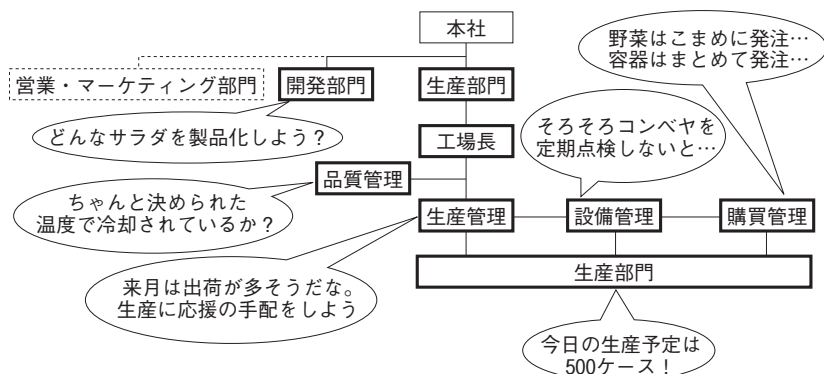 本社
野菜はこまめに発注…
容器はまとめて発注…
営業・マーケティング部門
開発部門
生産部門
どんなサラダを製品化しよう?
工場長
そろそろコンベヤを
定期点検しないと…
品質管理
ちゃんと決められた
温度で冷却されているか?
生産管理
設備管理
購買管理
生産部門
来月は出荷が多そうだな。
生産に応援の手配をしよう
今日の生産予定は
500ケース!